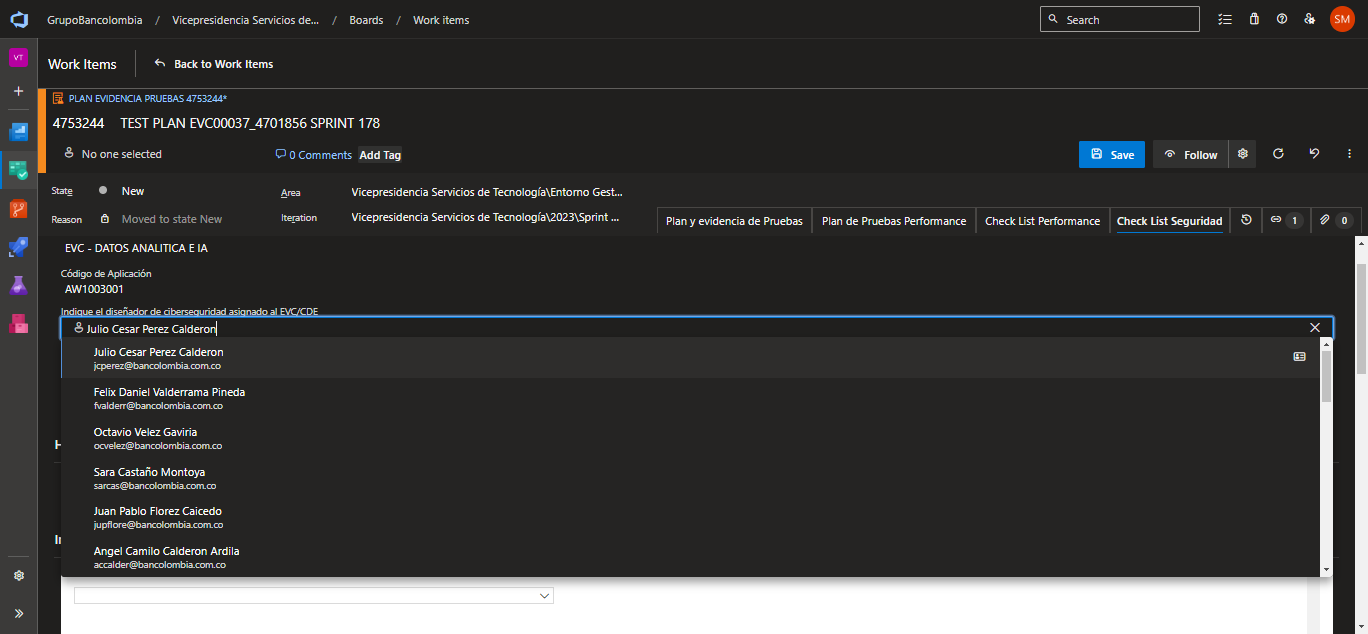 GrupoBancolombia / Vicepresidencia Servicios de... / Boards / Work items
Search
SM
VT
Work Items
Back to Work Items
PLAN EVIDENCIA PRUEBAS 4753244*
4753244 TEST PLAN EVC00037_4701856 SPRINT 178
No one selected
0 Comments
Add Tag
Save
Follow
State
New
Area
Vicepresidencia Servicios de Tecnología\Entorno Gest...
Reason
Moved to state New
Iteration
Vicepresidencia Servicios de Tecnología\2023\Sprint ...
Plan y evidencia de Pruebas
Plan de Pruebas Performance
Check List Performance
Check List Seguridad
1
0
EVC - DATOS ANALITICA E IA
Código de Aplicación
AW1003001
Indique el diseñador de ciberseguridad asignado al EVC/CDE
Julio Cesar Perez Calderon
Julio Cesar Perez Calderon
jcperez@bancolombia.com.co
Felix Daniel Valderrama Pineda
fvalderr@bancolombia.com.co
Octavio Velez Gaviria
ocvelez@bancolombia.com.co
Sara Castaño Montoya
sarcas@bancolombia.com.co
Juan Pablo Florez Caicedo
jupflore@bancolombia.com.co
Angel Camilo Calderon Ardila
accalder@bancolombia.com.co